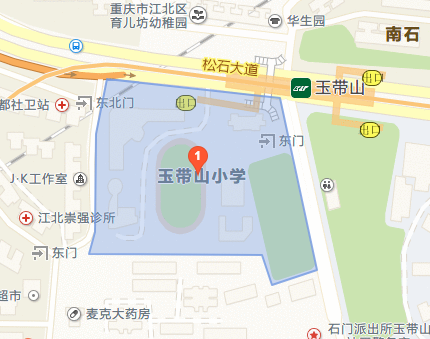 重庆市江北区
育儿坊幼稚园
华生园
南石
松石大道
玉带山
都社卫站
东北门
东门
1
J·K工作室
玉带山小学
江北崇强诊所
东门
超市
麦克大药房
石门派出所玉带山